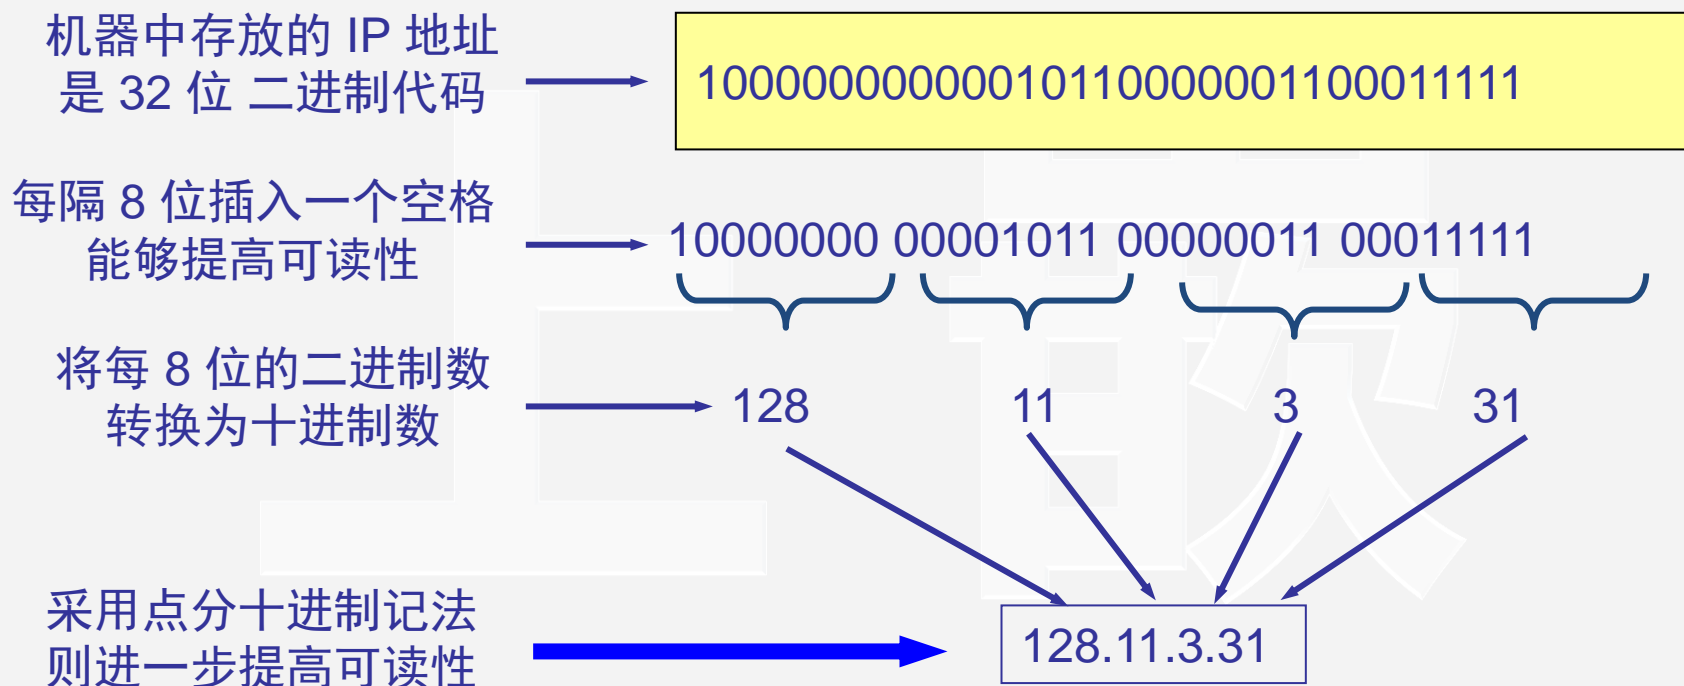 机器中存放的 IP 地址
是 32 位 二进制代码
10000000000010110000001100011111
每隔 8 位插入一个空格
能够提高可读性
10000000 00001011 00000011 00011111
将每 8 位的二进制数
转换为十进制数
128 11 3 31
采用点分十进制记法
则进一步提高可读性
128.11.3.31